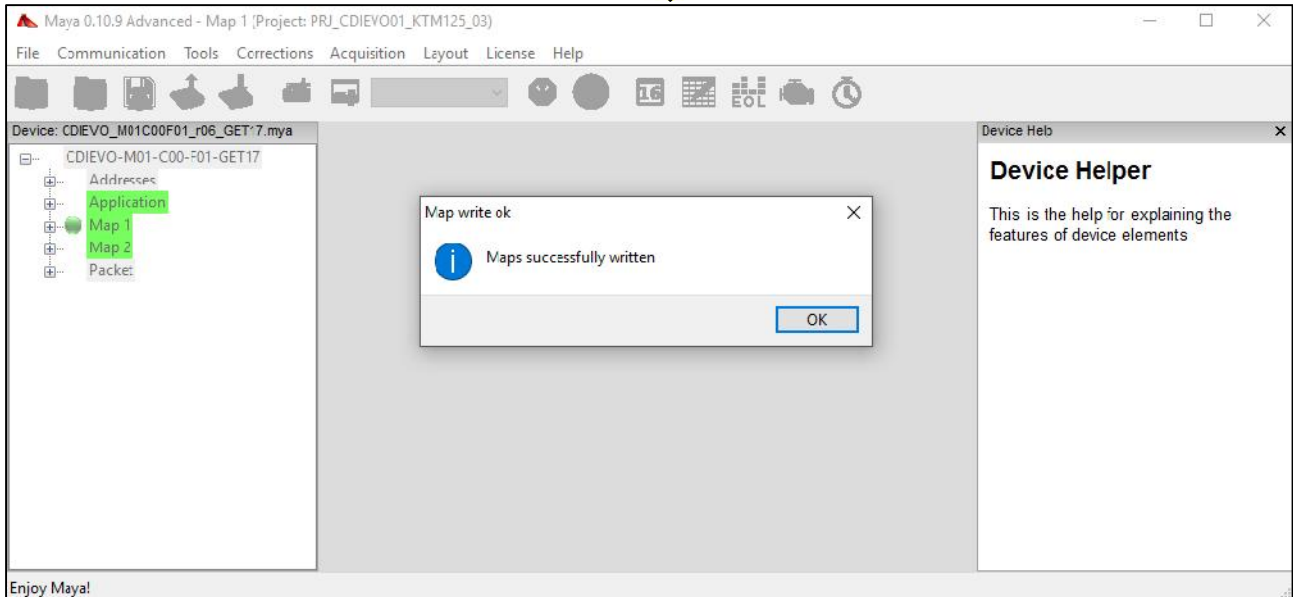 Maya 0.10.9 Advanced - Map 1 (Project: PRJ_CDIEVO01_KTM125_03)
File Communication Tools Corrections Acquisition Layout License Help
16
EOL
Device: CDIEVO_M01C00F01_r06_GET17.mya
CDIEVO-M01-C00-F01-GET17
Addresses
Application
Map 1
Map 2
Packet
Map write ok
Maps successfully written
OK
Device Help
Device Helper
This is the help for explaining the
features of device elements
Enjoy Maya!